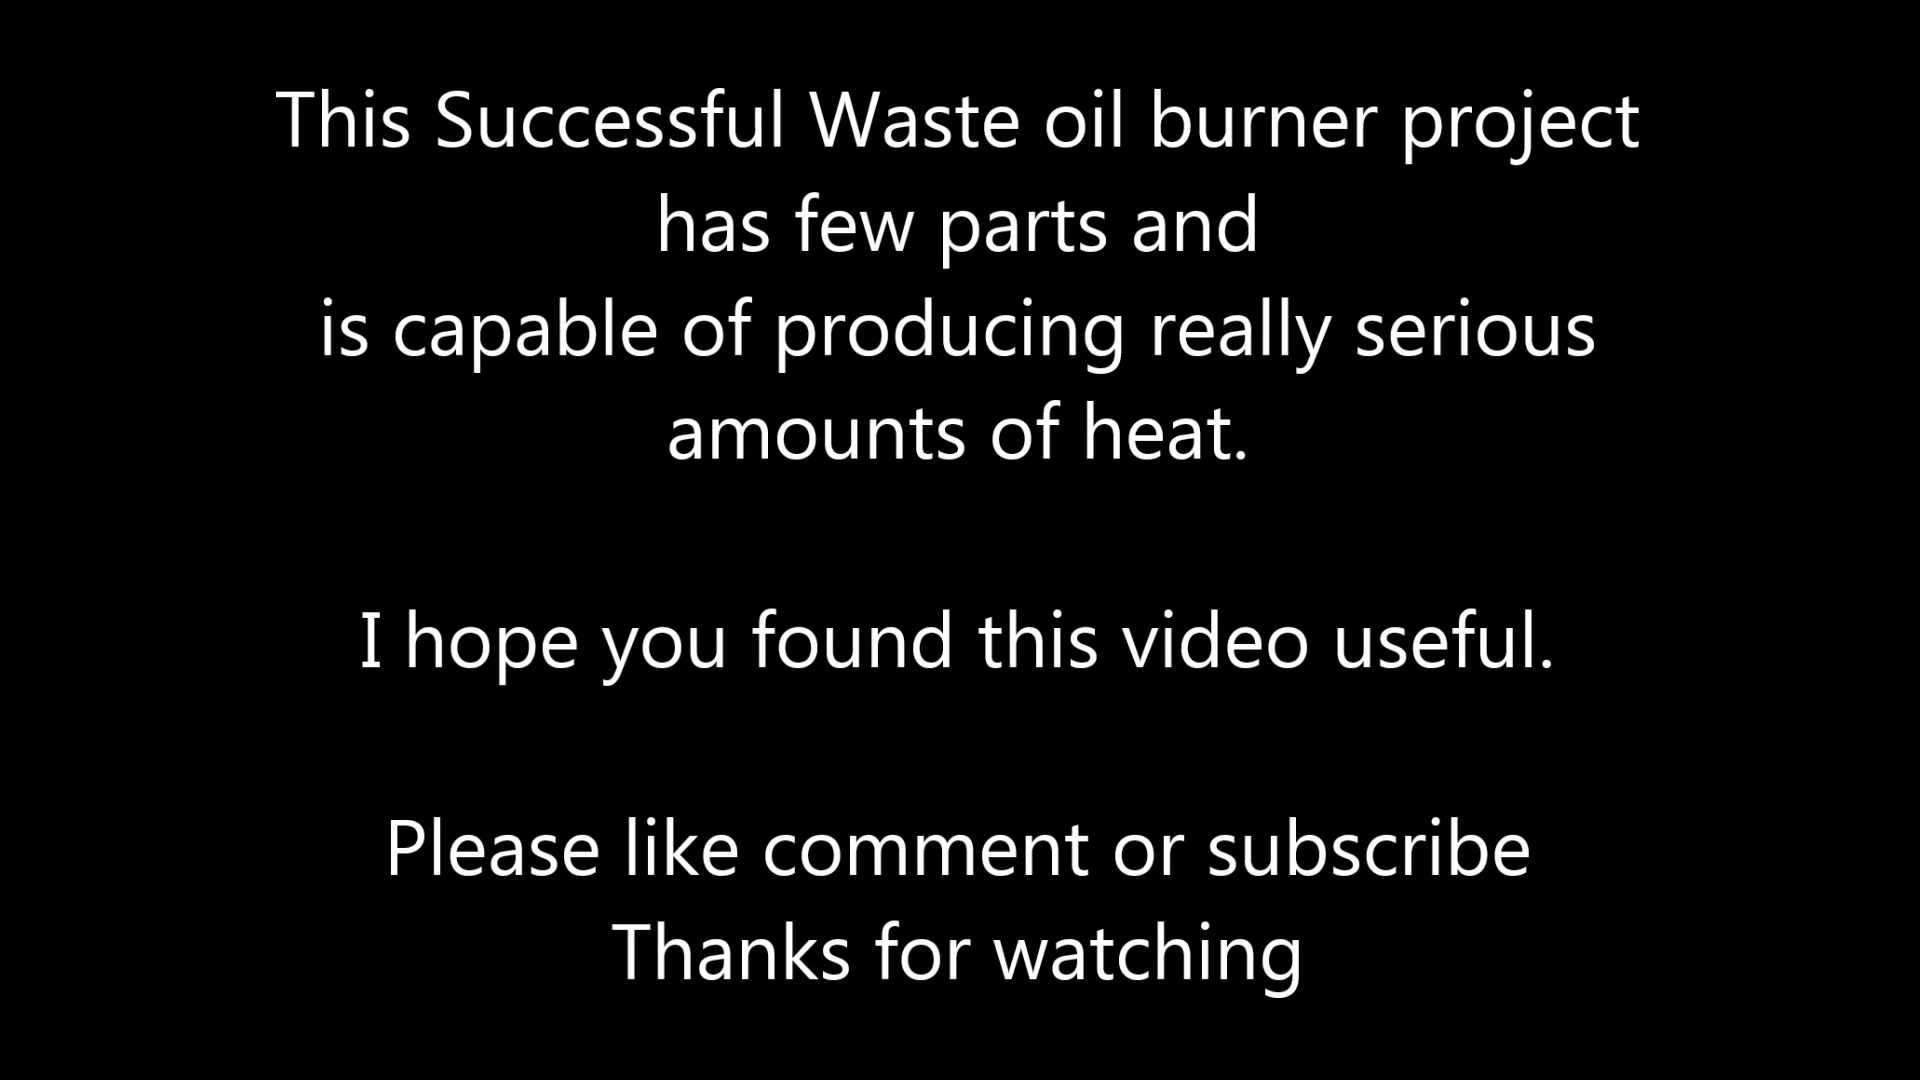 This Successful Waste oil burner project
has few parts and
is capable of producing really serious
amounts of heat.
I hope you found this video useful.
Please like comment or subscribe
Thanks for watching